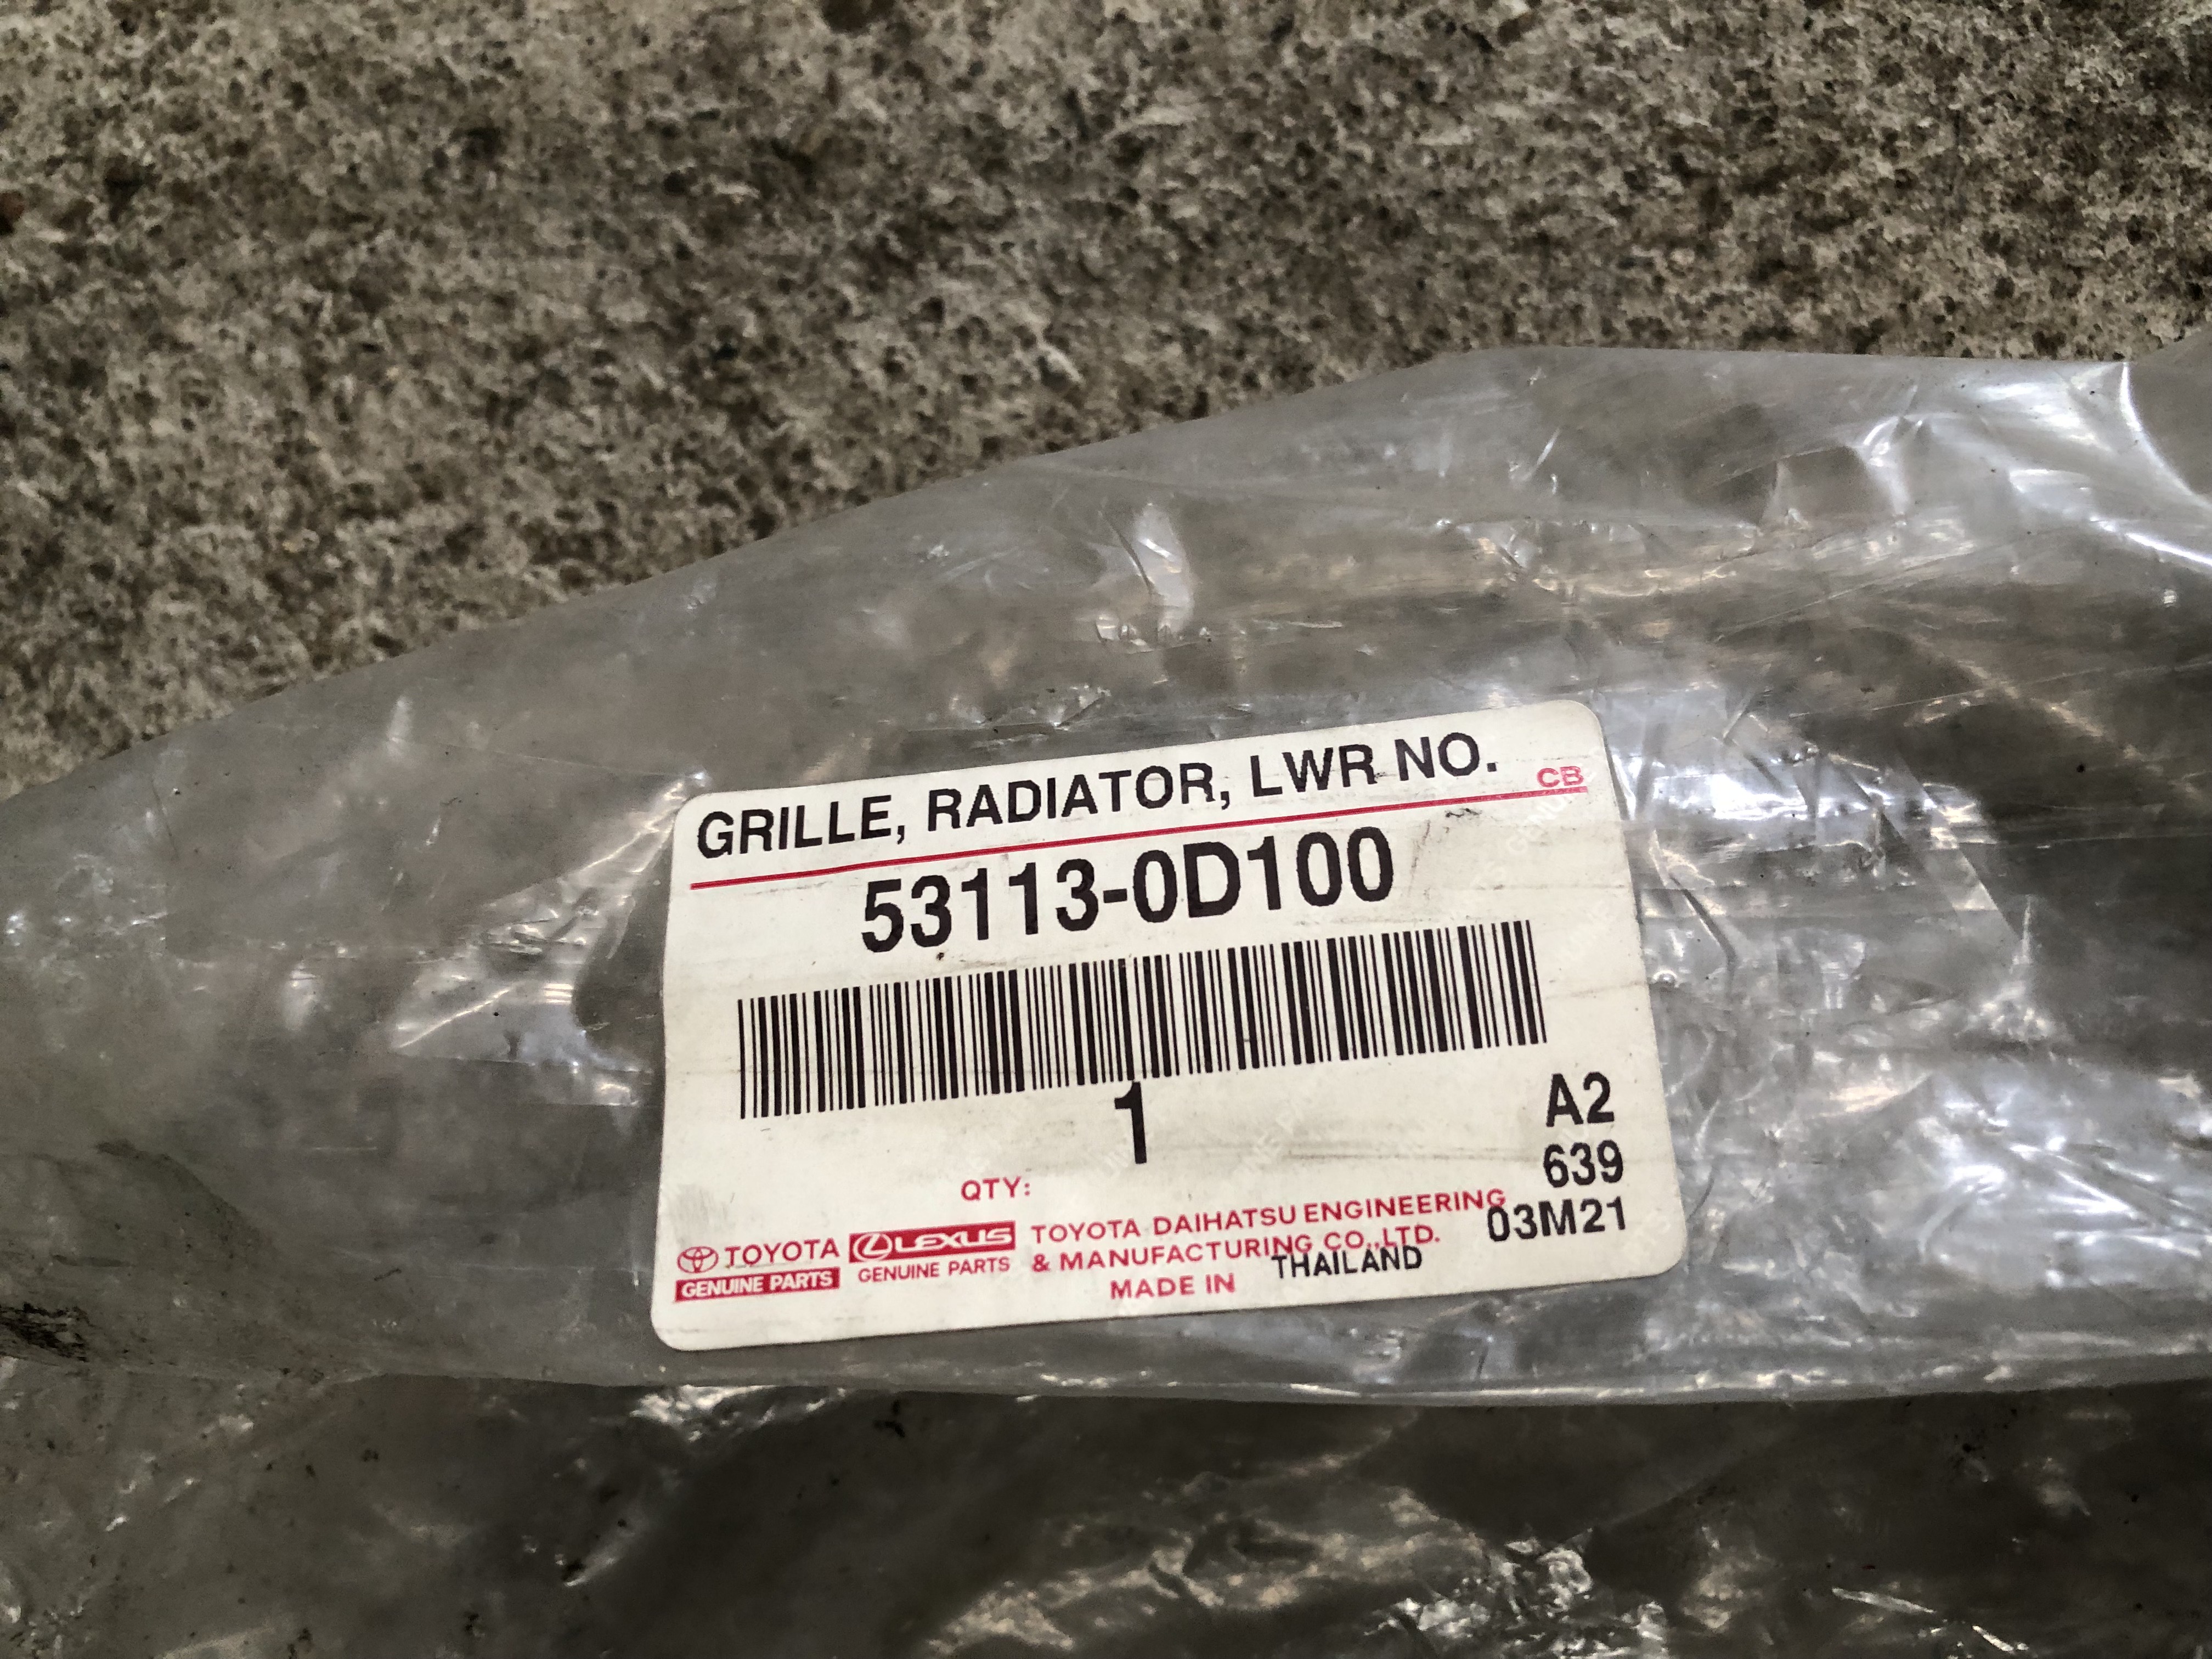 GRILLE, RADIATOR, LWR NO.
CB
53113-0D100
1
A2
639
03M21
QTY:
TOYOTA
GENUINE PARTS
LEXUS
GENUINE PARTS
TOYOTA DAIHATSU ENGINEERING
& MANUFACTURING CO.,LTD.
MADE IN THAILAND